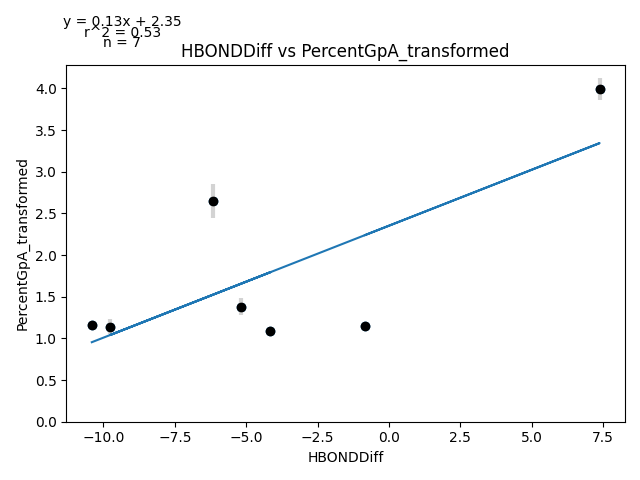 y = 0.13x + 2.35
r^2 = 0.53
n = 7
HBONDDiff vs PercentGpA_transformed
PercentGpA_transformed
4.0
3.5
3.0
2.5
2.0
1.5
1.0
0.5
0.0
−10.0 −7.5 −5.0 −2.5 0.0 2.5 5.0 7.5
HBONDDiff